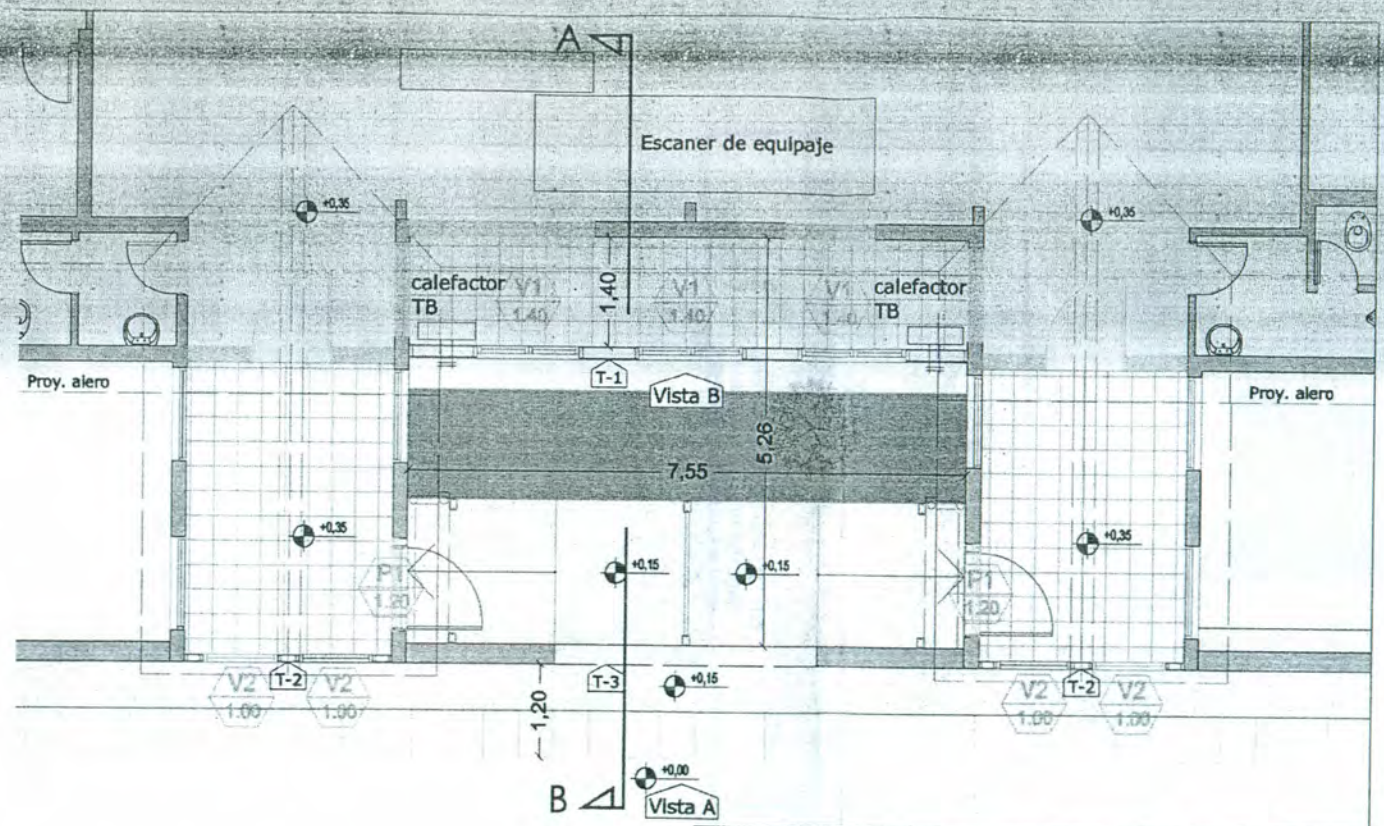 A
Escaner de equipaje
+0,35
+0,35
calefactor
TB
V1
1.40
1,40
V1
1.40
V1
1.40
calefactor
TB
Proy. alero
T-1
Vista B
Proy. alero
5,26
7,55
+0,35
+0,35
P1
1.20
+0,15
+0,15
P1
1.20
V2
1.00
T-2
V2
1.00
T-3
+0,15
V2
1.00
T-2
V2
1.00
1,20
+0,00
B
Vista A